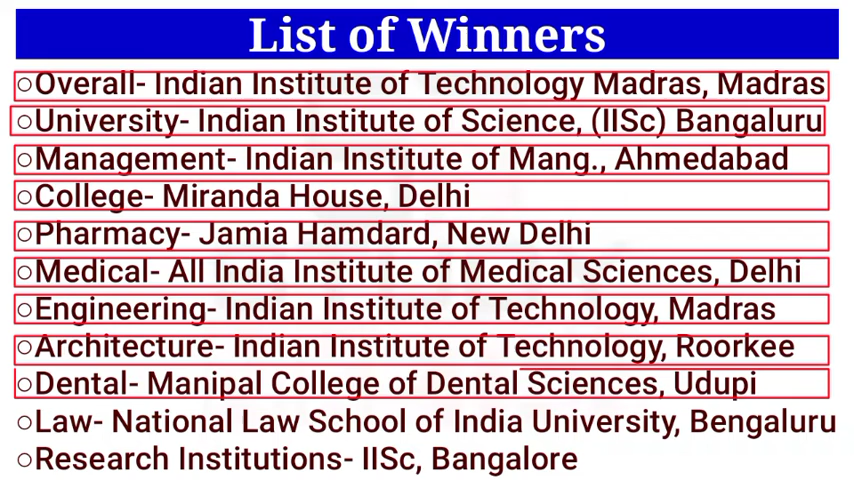 List of Winners
○Overall- Indian Institute of Technology Madras, Madras
○University- Indian Institute of Science, (IISc) Bangaluru
○Management- Indian Institute of Mang., Ahmedabad
○College- Miranda House, Delhi
○Pharmacy- Jamia Hamdard, New Delhi
○Medical- All India Institute of Medical Sciences, Delhi
○Engineering- Indian Institute of Technology, Madras
○Architecture- Indian Institute of Technology, Roorkee
○Dental- Manipal College of Dental Sciences, Udupi
○Law- National Law School of India University, Bengaluru
○Research Institutions- IISc, Bangalore